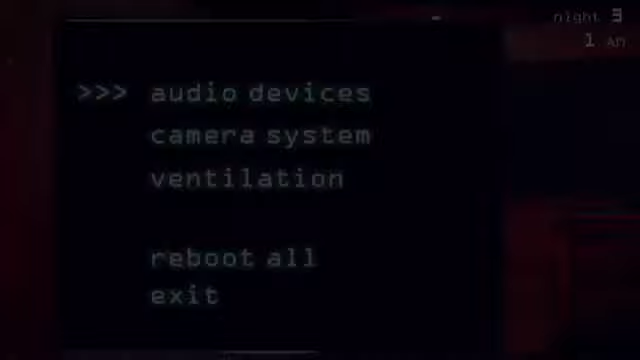 night 3
1 AM
>>> audio devices
camera system
ventilation
reboot all
exit